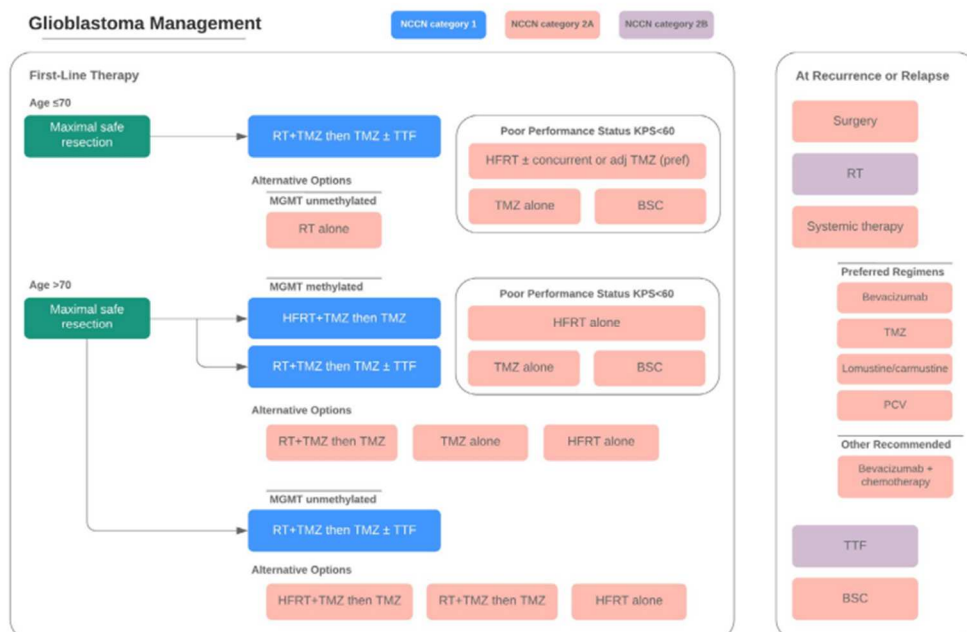 Glioblastoma Management
NCCN category 1
NCCN category 2A
NCCN category 2B
First-Line Therapy
Age ≤70
Maximal safe
resection
RT+TMZ then TMZ ± TTF
Alternative Options
MGMT unmethylated
RT alone
Poor Performance Status KPS<60
HFRT ± concurrent or adj TMZ (pref)
TMZ alone
BSC
Age >70
Maximal safe
resection
MGMT methylated
HFRT+TMZ then TMZ
RT+TMZ then TMZ ± TTF
Poor Performance Status KPS<60
HFRT alone
TMZ alone
BSC
Alternative Options
RT+TMZ then TMZ
TMZ alone
HFRT alone
MGMT unmethylated
RT+TMZ then TMZ ± TTF
Alternative Options
HFRT+TMZ then TMZ
RT+TMZ then TMZ
HFRT alone
At Recurrence or Relapse
Surgery
RT
Systemic therapy
Preferred Regimens
Bevacizumab
TMZ
Lomustine/carmustine
PCV
Other Recommended
Bevacizumab +
chemotherapy
TTF
BSC